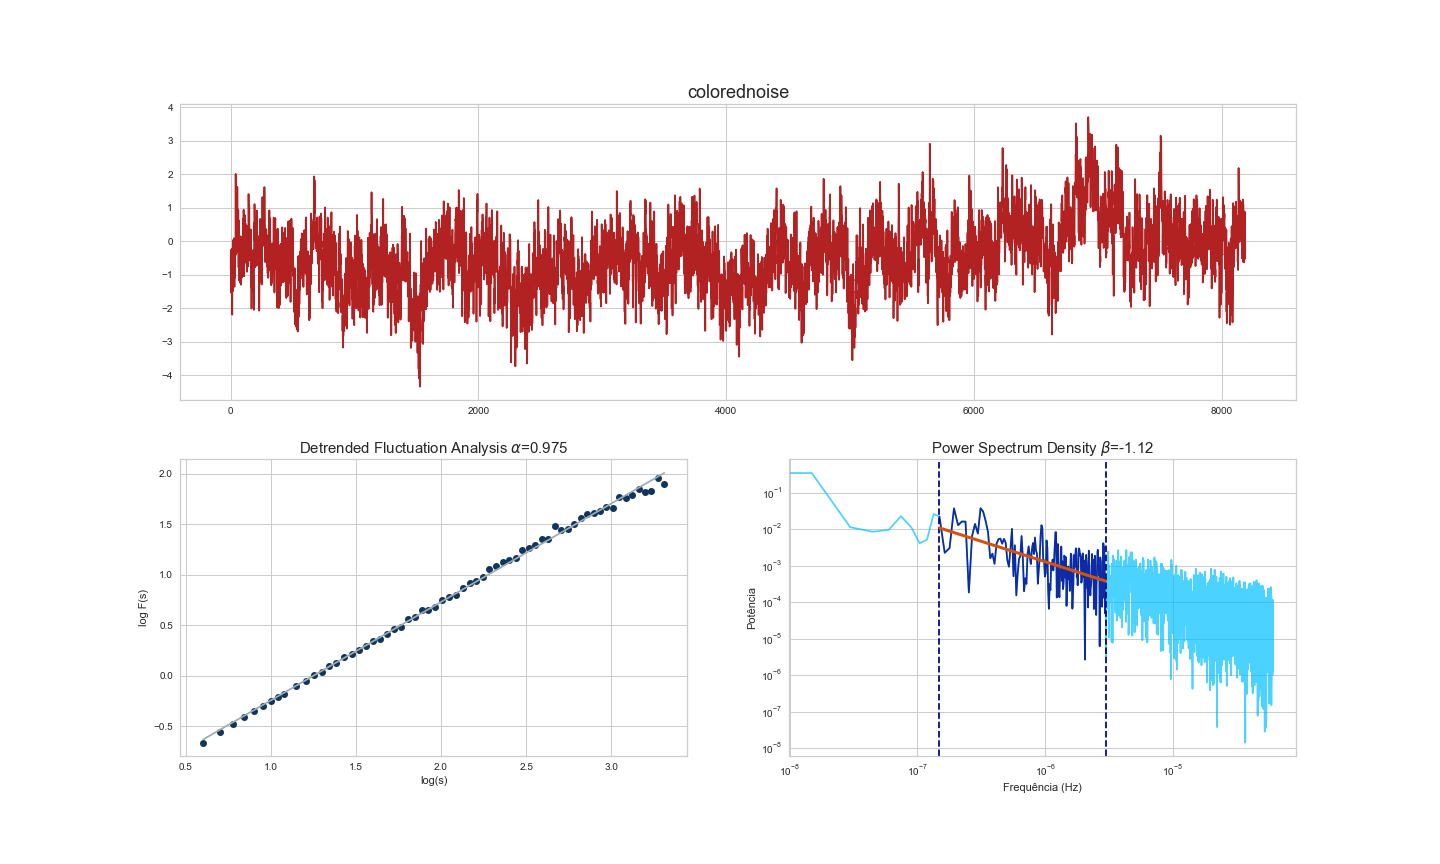 colorednoise
4
3
2
1
0
−1
−2
−3
−4
0 2000 4000 6000 8000
Detrended Fluctuation Analysis α=0.975
2.0
1.5
1.0
0.5
0.0
−0.5
log F(s)
0.5 1.0 1.5 2.0 2.5 3.0
log(s)
Power Spectrum Density β=-1.12
10⁻¹
10⁻²
10⁻³
10⁻⁴
10⁻⁵
10⁻⁶
10⁻⁷
10⁻⁸
Potência
10⁻⁸ 10⁻⁷ 10⁻⁶ 10⁻⁵
Frequência (Hz)